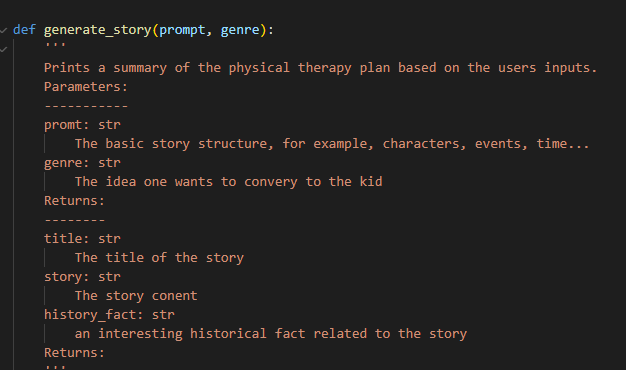 def generate_story(prompt, genre):
'''
Prints a summary of the physical therapy plan based on the users inputs.
Parameters:
-----------
promt: str
The basic story structure, for example, characters, events, time...
genre: str
The idea one wants to convery to the kid
Returns:
--------
title: str
The title of the story
story: str
The story conent
history_fact: str
an interesting historical fact related to the story
Returns:
'''